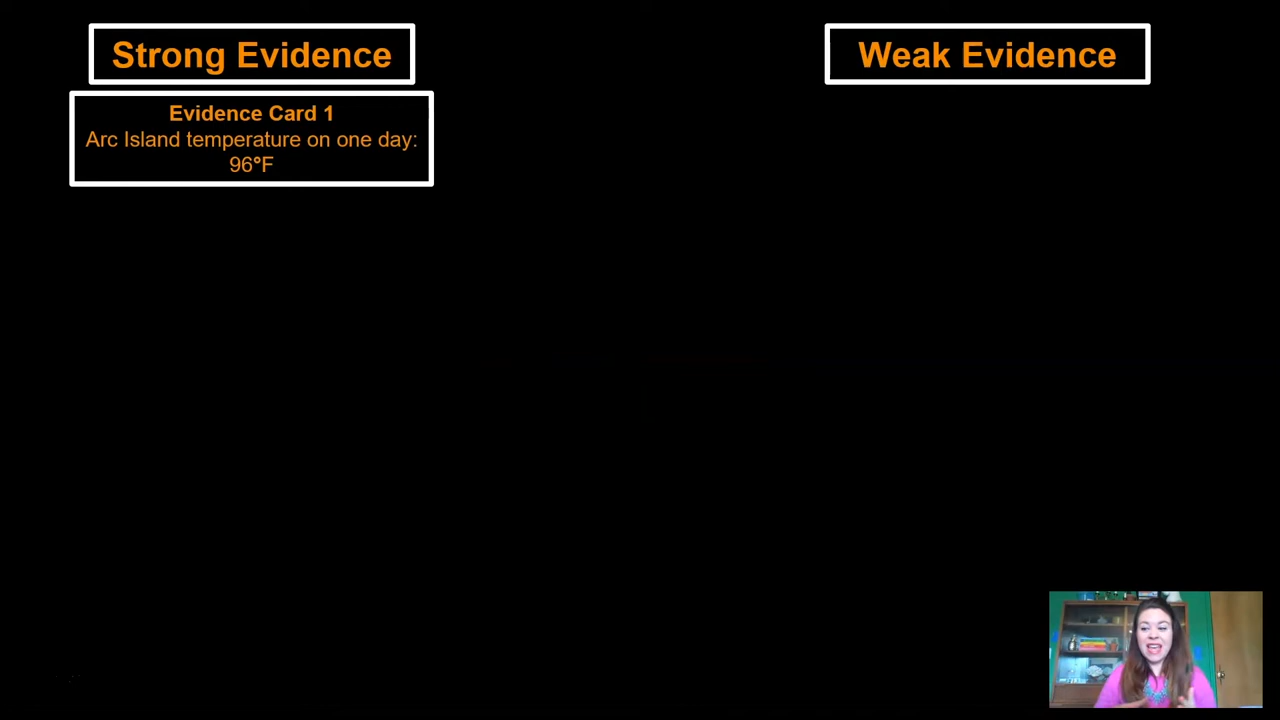 Strong Evidence
Weak Evidence
Evidence Card 1
Arc Island temperature on one day:
96°F